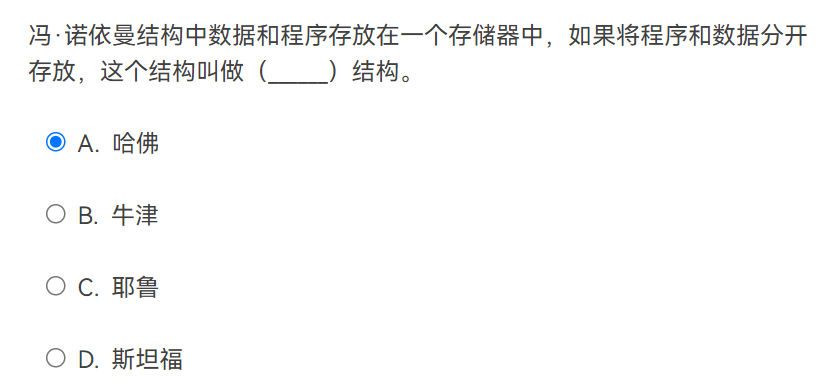 冯·诺依曼结构中数据和程序存放在一个存储器中，如果将程序和数据分开
存放，这个结构叫做（_____）结构。
A. 哈佛
B. 牛津
C. 耶鲁
D. 斯坦福